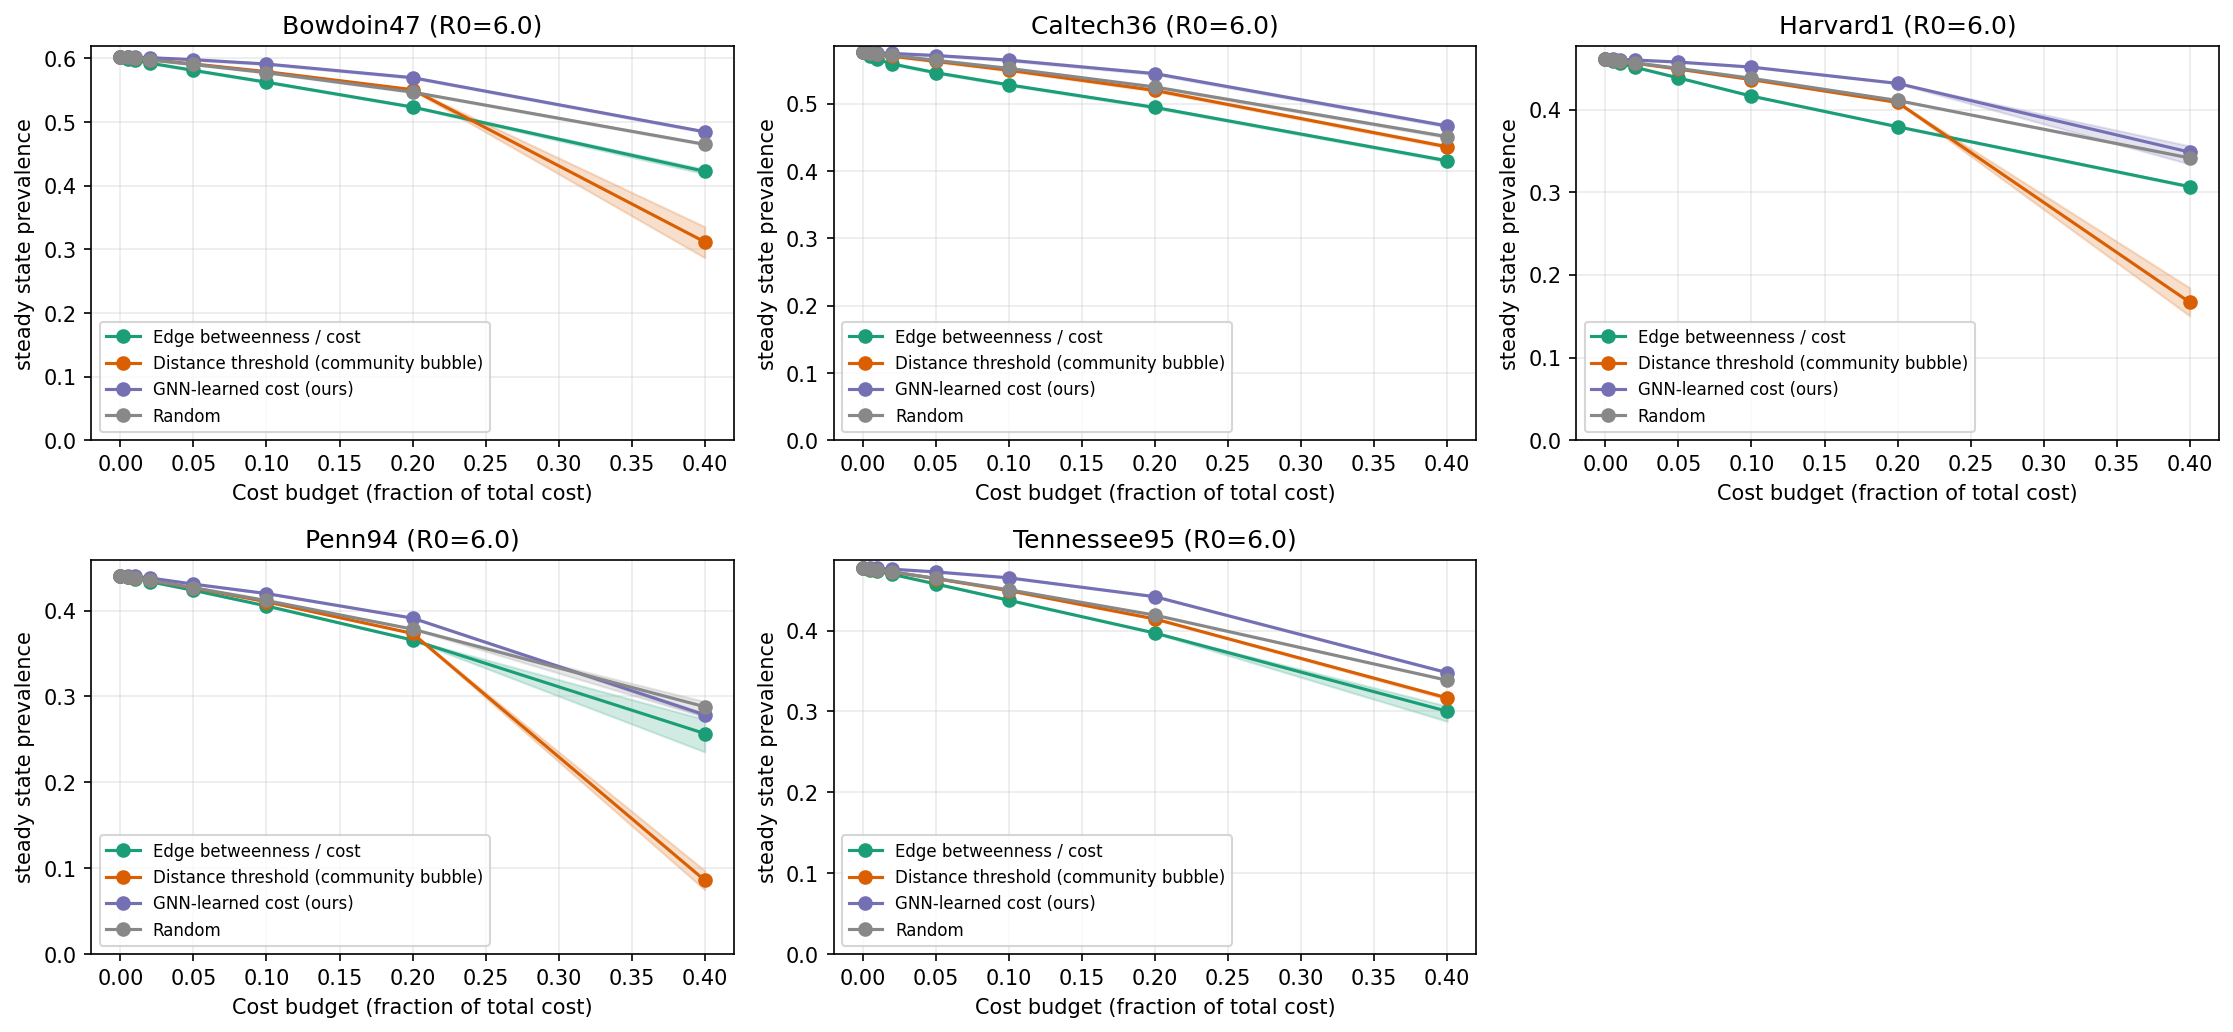 Bowdoin47 (R0=6.0)
steady state prevalence
0.6
0.5
0.4
0.3
0.2
0.1
0.0
Edge betweenness / cost
Distance threshold (community bubble)
GNN-learned cost (ours)
Random
0.00 0.05 0.10 0.15 0.20 0.25 0.30 0.35 0.40
Cost budget (fraction of total cost)
Caltech36 (R0=6.0)
steady state prevalence
0.5
0.4
0.3
0.2
0.1
0.0
Edge betweenness / cost
Distance threshold (community bubble)
GNN-learned cost (ours)
Random
0.00 0.05 0.10 0.15 0.20 0.25 0.30 0.35 0.40
Cost budget (fraction of total cost)
Harvard1 (R0=6.0)
steady state prevalence
0.4
0.3
0.2
0.1
0.0
Edge betweenness / cost
Distance threshold (community bubble)
GNN-learned cost (ours)
Random
0.00 0.05 0.10 0.15 0.20 0.25 0.30 0.35 0.40
Cost budget (fraction of total cost)
Penn94 (R0=6.0)
steady state prevalence
0.4
0.3
0.2
0.1
0.0
Edge betweenness / cost
Distance threshold (community bubble)
GNN-learned cost (ours)
Random
0.00 0.05 0.10 0.15 0.20 0.25 0.30 0.35 0.40
Cost budget (fraction of total cost)
Tennessee95 (R0=6.0)
steady state prevalence
0.4
0.3
0.2
0.1
0.0
Edge betweenness / cost
Distance threshold (community bubble)
GNN-learned cost (ours)
Random
0.00 0.05 0.10 0.15 0.20 0.25 0.30 0.35 0.40
Cost budget (fraction of total cost)